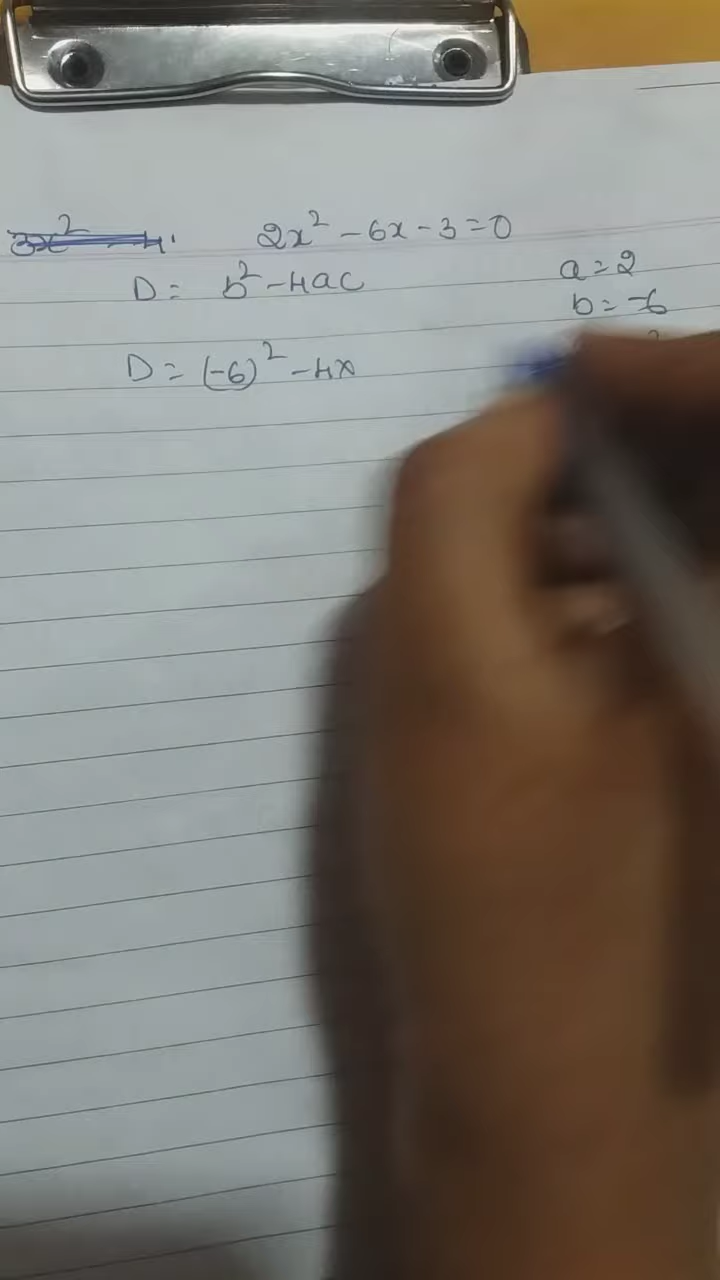 2x² - 6x - 3 = 0
D = b² - 4ac
a = 2
b = -6
D = (-6)² - 4x